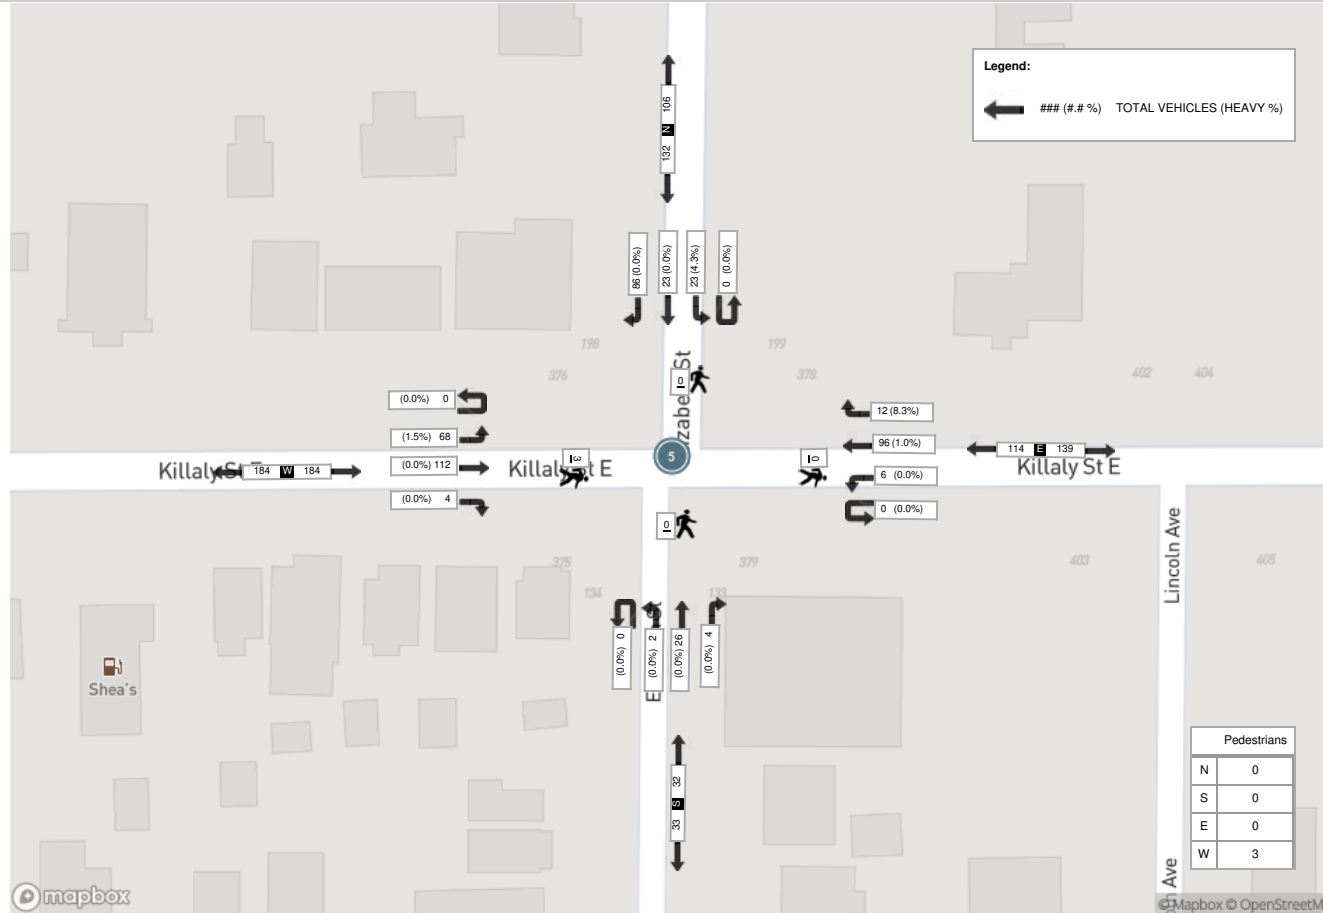 Legend:
### (#.# %) TOTAL VEHICLES (HEAVY %)
106
N
132
86 (0.0%)
23 (0.0%)
23 (4.3%)
0 (0.0%)
198
199
376
378
402
404
zabe
St
0
(0.0%) 0
(1.5%) 68
(0.0%) 112
(0.0%) 4
12 (8.3%)
96 (1.0%)
6 (0.0%)
0 (0.0%)
Killaly St E
184 W 184
Killaly St E
3
5
0
114 E 139
Killaly St E
0
375
379
403
405
134
133
Lincoln Ave
(0.0%) 0
(0.0%) 2
(0.0%) 26
(0.0%) 4
E
St
Shea's
32
S
33
Pedestrians
N 0
S 0
E 0
W 3
Ave
mapbox
© Mapbox © OpenStreetM